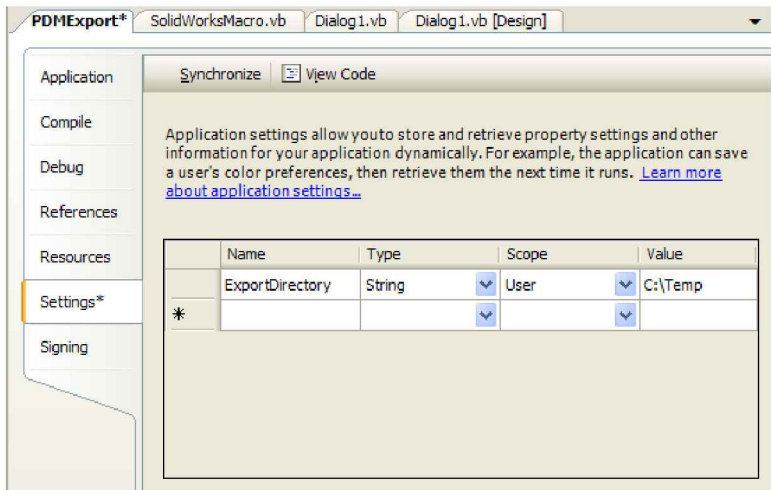 PDMExport* SolidWorksMacro.vb Dialog1.vb Dialog1.vb [Design]
Application
Compile
Debug
References
Resources
Settings*
Signing
Synchronize View Code
Application settings allow youto store and retrieve property settings and other
information for your application dynamically. For example, the application can save
a user's color preferences, then retrieve them the next time it runs. Learn more
about application settings...
Name Type Scope Value
ExportDirectory String User C:\Temp
*